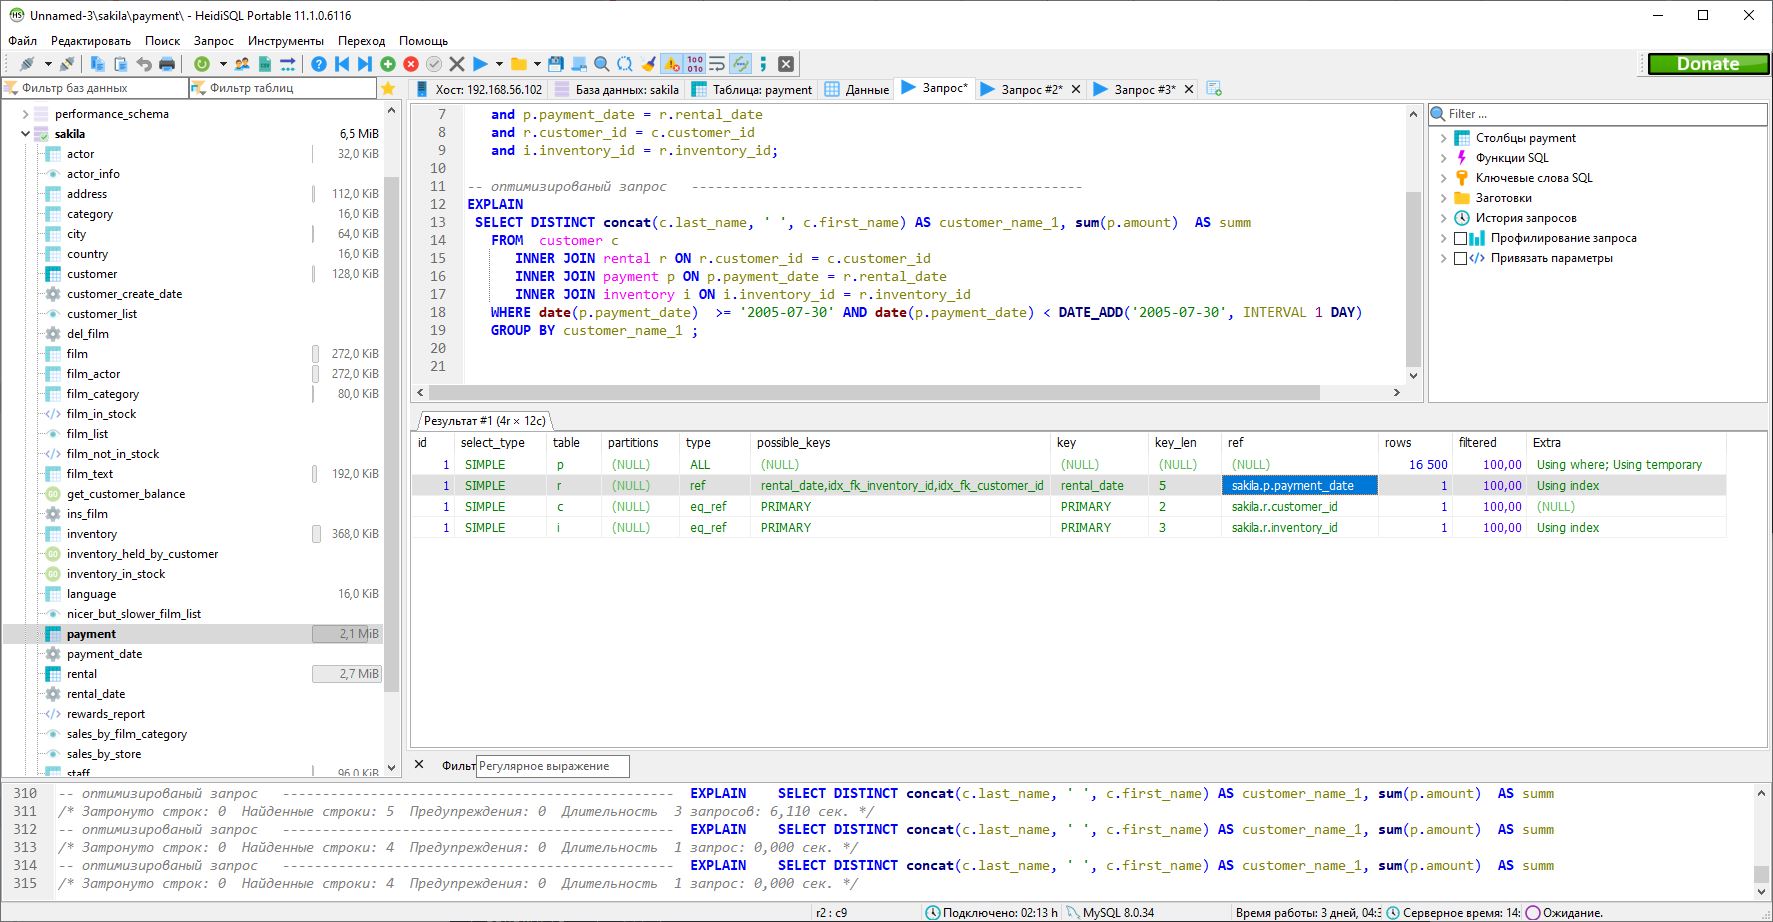 Unnamed-3\sakila\payment\ - HeidiSQL Portable 11.1.0.6116
Файл Редактировать Поиск Запрос Инструменты Переход Помощь
Donate
Фильтр баз данных Фильтр таблиц
Хост: 192.168.56.102 База данных: sakila Таблица: payment Данные Запрос* Запрос #2* Запрос #3*
performance_schema
sakila 6,5 MiB
actor 32,0 KiB
actor_info
address 112,0 KiB
category 16,0 KiB
city 64,0 KiB
country 16,0 KiB
customer 128,0 KiB
customer_create_date
customer_list
del_film
film 272,0 KiB
film_actor 272,0 KiB
film_category 80,0 KiB
film_in_stock
film_list
film_not_in_stock
film_text 192,0 KiB
get_customer_balance
ins_film
inventory 368,0 KiB
inventory_held_by_customer
inventory_in_stock
language 16,0 KiB
nicer_but_slower_film_list
payment 2,1 MiB
payment_date
rental 2,7 MiB
rental_date
rewards_report
sales_by_film_category
sales_by_store
staff 96,0 KiB
7 and p.payment_date = r.rental_date
8 and r.customer_id = c.customer_id
9 and i.inventory_id = r.inventory_id;
10
11 -- оптимизированый запрос -------------------------------------------------
12 EXPLAIN
13 SELECT DISTINCT concat(c.last_name, ' ', c.first_name) AS customer_name_1, sum(p.amount) AS summ
14 FROM customer c
15 INNER JOIN rental r ON r.customer_id = c.customer_id
16 INNER JOIN payment p ON p.payment_date = r.rental_date
17 INNER JOIN inventory i ON i.inventory_id = r.inventory_id
18 WHERE date(p.payment_date) >= '2005-07-30' AND date(p.payment_date) < DATE_ADD('2005-07-30', INTERVAL 1 DAY)
19 GROUP BY customer_name_1 ;
20
21
Filter ...
Столбцы payment
Функции SQL
Ключевые слова SQL
Заготовки
История запросов
Профилирование запроса
Привязать параметры
Результат #1 (4r × 12c)
id select_type table partitions type possible_keys key key_len ref rows filtered Extra
1 SIMPLE p (NULL) ALL (NULL) (NULL) (NULL) (NULL) 16 500 100,00 Using where; Using temporary
1 SIMPLE r (NULL) ref rental_date,idx_fk_inventory_id,idx_fk_customer_id rental_date 5 sakila.p.payment_date 1 100,00 Using index
1 SIMPLE c (NULL) eq_ref PRIMARY PRIMARY 2 sakila.r.customer_id 1 100,00 (NULL)
1 SIMPLE i (NULL) eq_ref PRIMARY PRIMARY 3 sakila.r.inventory_id 1 100,00 Using index
Фильт Регулярное выражение
310 -- оптимизированый запрос ------------------------------------------------- EXPLAIN SELECT DISTINCT concat(c.last_name, ' ', c.first_name) AS customer_name_1, sum(p.amount) AS summ
311 /* Затронуто строк: 0 Найденные строки: 5 Предупреждения: 0 Длительность 3 запросов: 6,110 сек. */
312 -- оптимизированый запрос ------------------------------------------------- EXPLAIN SELECT DISTINCT concat(c.last_name, ' ', c.first_name) AS customer_name_1, sum(p.amount) AS summ
313 /* Затронуто строк: 0 Найденные строки: 4 Предупреждения: 0 Длительность 1 запрос: 0,000 сек. */
314 -- оптимизированый запрос ------------------------------------------------- EXPLAIN SELECT DISTINCT concat(c.last_name, ' ', c.first_name) AS customer_name_1, sum(p.amount) AS summ
315 /* Затронуто строк: 0 Найденные строки: 4 Предупреждения: 0 Длительность 1 запрос: 0,000 сек. */
r2 : c9 Подключено: 02:13 h MySQL 8.0.34 Время работы: 3 дней, 04:3 Серверное время: 14: Ожидание.